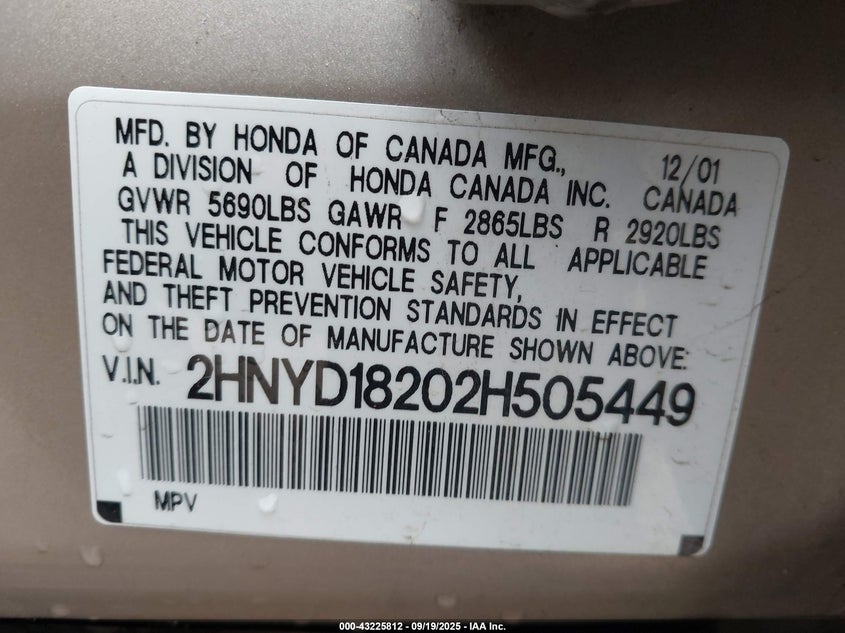 MFD. BY HONDA OF CANADA MFG., 12/01
A DIVISION OF HONDA CANADA INC. CANADA
GVWR 5690LBS GAWR F 2865LBS R 2920LBS
THIS VEHICLE CONFORMS TO ALL APPLICABLE
FEDERAL MOTOR VEHICLE SAFETY,
AND THEFT PREVENTION STANDARDS IN EFFECT
ON THE DATE OF MANUFACTURE SHOWN ABOVE:
V.I.N. 2HNYD18202H505449
MPV
000-43225812 - 09/19/2025 - IAA Inc.